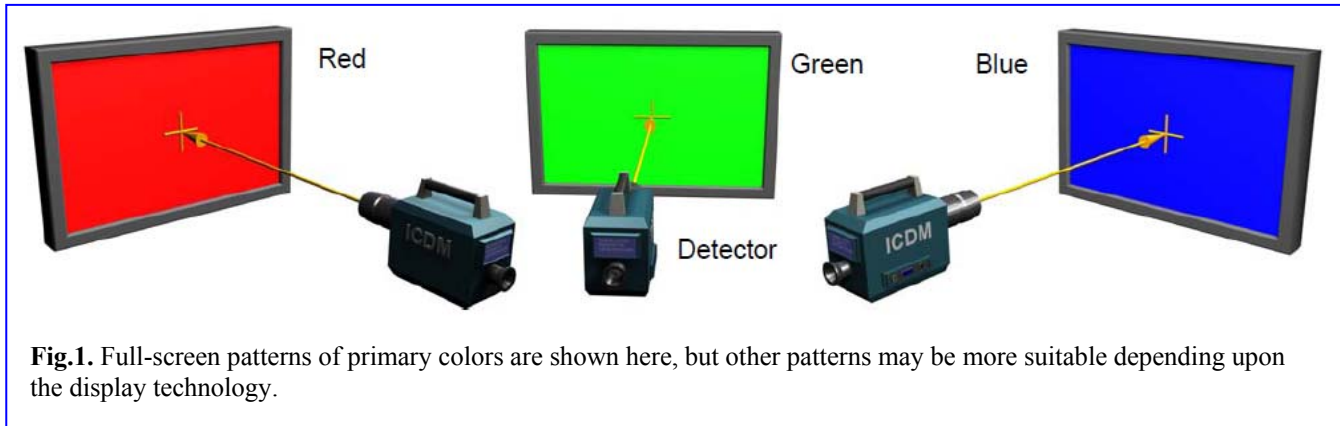 Red
Green
Blue
ICDM
Detector
ICDM
Fig.1. Full-screen patterns of primary colors are shown here, but other patterns may be more suitable depending upon
the display technology.